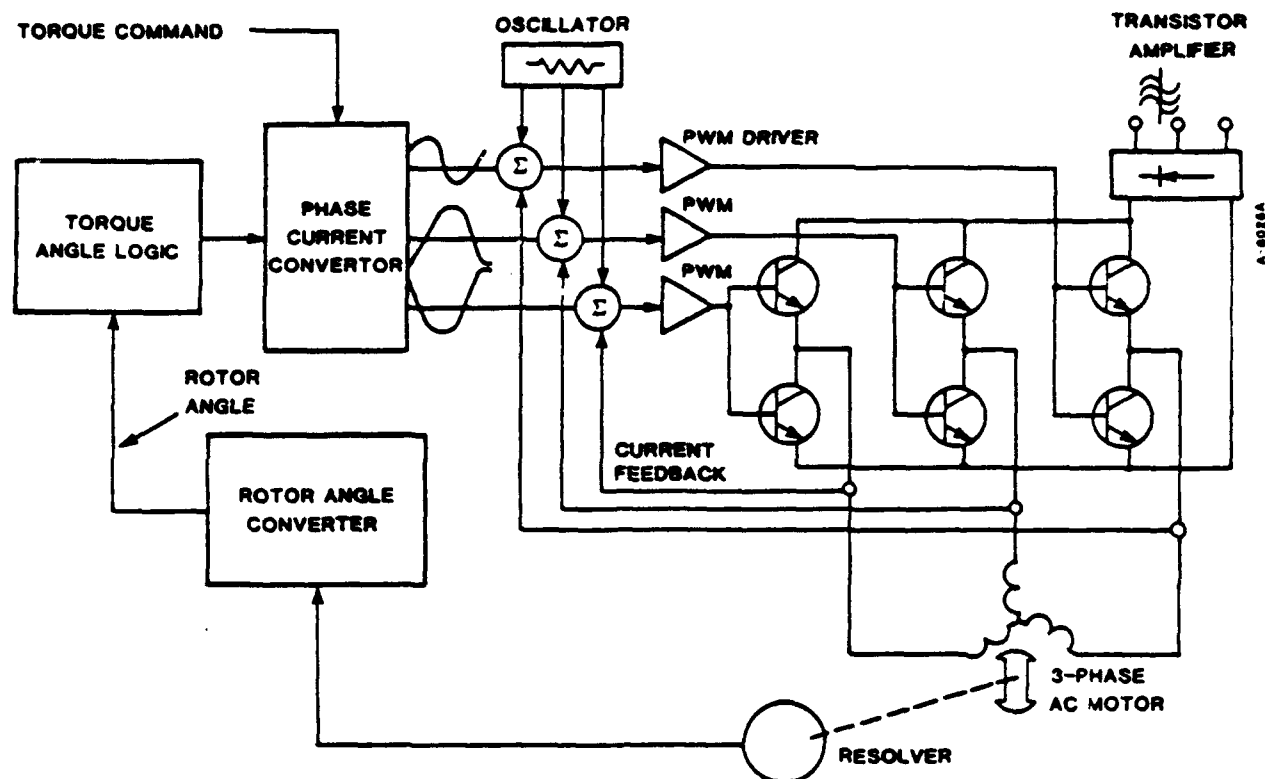 TORQUE COMMAND
OSCILLATOR
TRANSISTOR
AMPLIFIER
PWM DRIVER
Σ
TORQUE
ANGLE LOGIC
PHASE
CURRENT
CONVERTOR
PWM
Σ
PWM
Σ
A-9026A
ROTOR
ANGLE
CURRENT
FEEDBACK
ROTOR ANGLE
CONVERTER
3-PHASE
AC MOTOR
RESOLVER